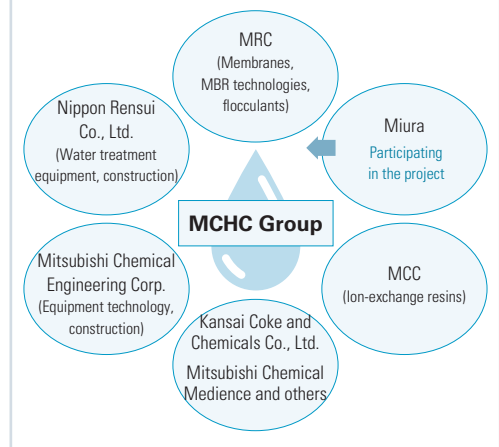 MRC
(Membranes,
MBR technologies,
flocculants)
Nippon Rensui
Co., Ltd.
(Water treatment
equipment, construction)
Miura
Participating
in the project
MCHC Group
Mitsubishi Chemical
Engineering Corp.
(Equipment technology,
construction)
MCC
(Ion-exchange resins)
Kansai Coke and
Chemicals Co., Ltd.
Mitsubishi Chemical
Medience and others